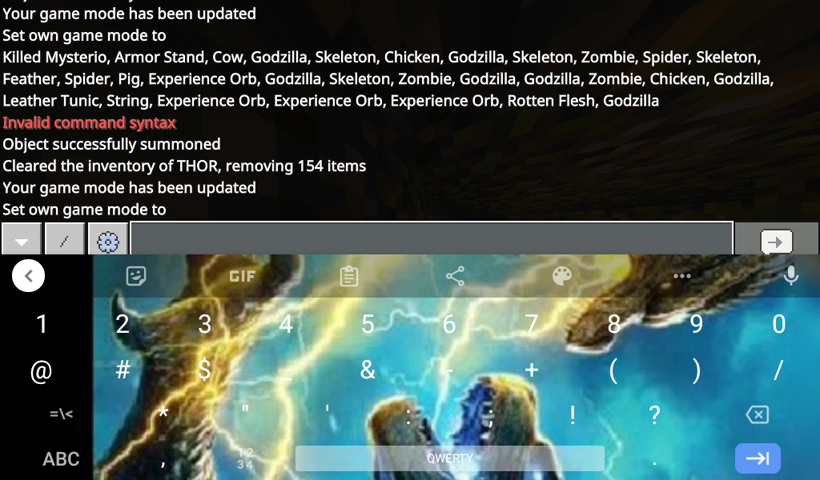 Your game mode has been updated
Set own game mode to
Killed Mysterio, Armor Stand, Cow, Godzilla, Skeleton, Chicken, Godzilla, Skeleton, Zombie, Spider, Skeleton,
Feather, Spider, Pig, Experience Orb, Godzilla, Skeleton, Zombie, Godzilla, Godzilla, Zombie, Chicken, Godzilla,
Leather Tunic, String, Experience Orb, Experience Orb, Experience Orb, Rotten Flesh, Godzilla
Invalid command syntax
Object successfully summoned
Cleared the inventory of THOR, removing 154 items
Your game mode has been updated
Set own game mode to
/
GIF
1 2 3 4 5 6 7 8 9 0
@ # $ _ & - + ( ) /
=\< * " ' : ; ! ?
ABC , 12 34 QWERTY .